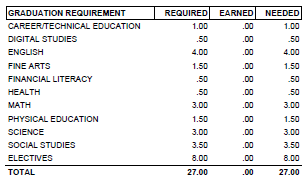 GRADUATION REQUIREMENT REQUIRED EARNED NEEDED
CAREER/TECHNICAL EDUCATION 1.00 .00 1.00
DIGITAL STUDIES .50 .00 .50
ENGLISH 4.00 .00 4.00
FINE ARTS 1.50 .00 1.50
FINANCIAL LITERACY .50 .00 .50
HEALTH .50 .00 .50
MATH 3.00 .00 3.00
PHYSICAL EDUCATION 1.50 .00 1.50
SCIENCE 3.00 .00 3.00
SOCIAL STUDIES 3.50 .00 3.50
ELECTIVES 8.00 .00 8.00
TOTAL 27.00 .00 27.00